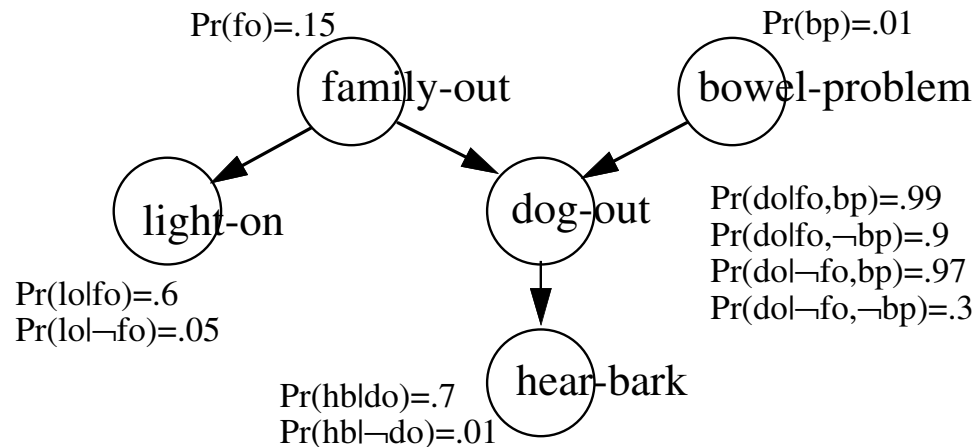 Pr(fo)=.15
Pr(bp)=.01
family-out
bowel-problem
light-on
dog-out
Pr(do|fo,bp)=.99
Pr(do|fo,¬bp)=.9
Pr(do|¬fo,bp)=.97
Pr(do|¬fo,¬bp)=.3
Pr(lo|fo)=.6
Pr(lo|¬fo)=.05
hear-bark
Pr(hb|do)=.7
Pr(hb|¬do)=.01